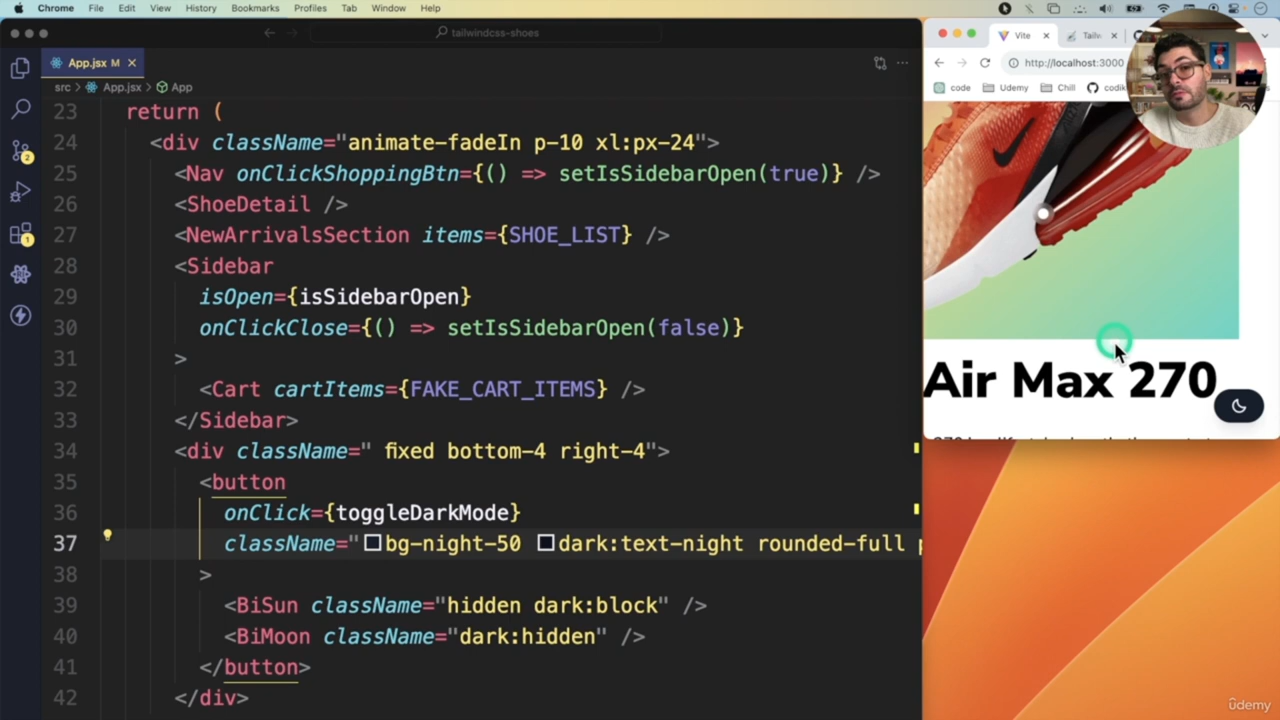 Chrome File Edit View History Bookmarks Profiles Tab Window Help
tailwindcss-shoes
App.jsx M
src > App.jsx > App
23 return (
24 <div className="animate-fadeIn p-10 xl:px-24">
25 <Nav onClickShoppingBtn={() => setIsSidebarOpen(true)} />
26 <ShoeDetail />
27 <NewArrivalsSection items={SHOE_LIST} />
28 <Sidebar
29 isOpen={isSidebarOpen}
30 onClickClose={() => setIsSidebarOpen(false)}
31 >
32 <Cart cartItems={FAKE_CART_ITEMS} />
33 </Sidebar>
34 <div className=" fixed bottom-4 right-4">
35 <button
36 onClick={toggleDarkMode}
37 className=" bg-night-50 dark:text-night rounded-full p
38 >
39 <BiSun className="hidden dark:block" />
40 <BiMoon className="dark:hidden" />
41 </button>
42 </div>
2
1
Vite
Tailw
http://localhost:3000
code Udemy Chill codik
Air Max 270
ûdemy